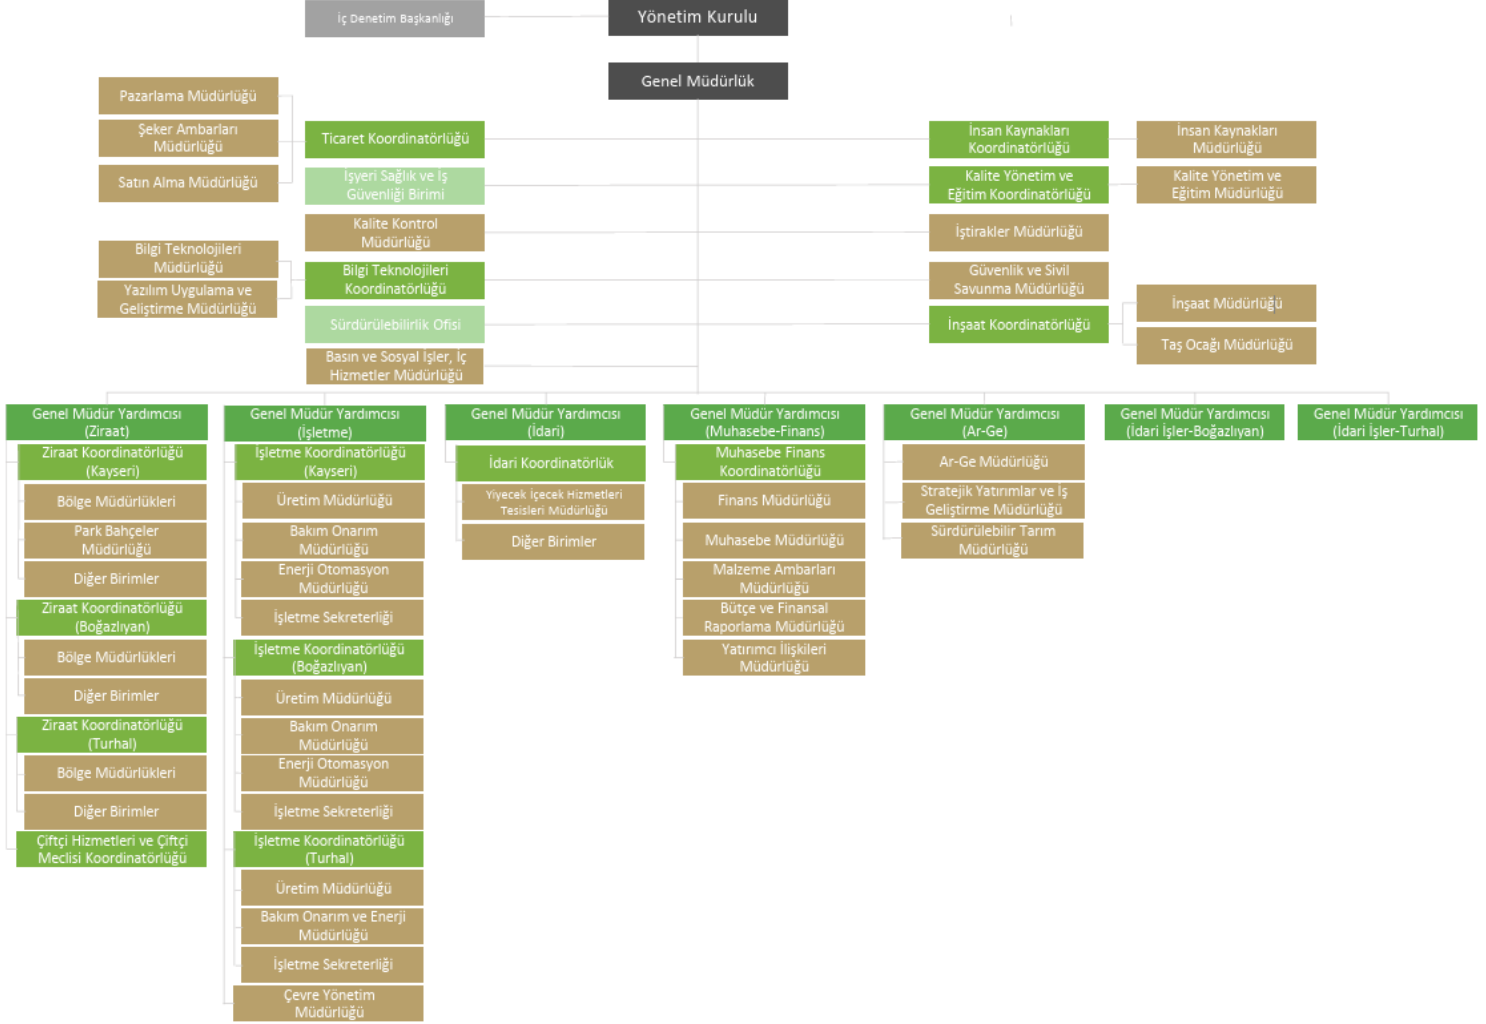 İç Denetim Başkanlığı
Yönetim Kurulu
Genel Müdürlük
Pazarlama Müdürlüğü
Şeker Ambarları
Müdürlüğü
Satın Alma Müdürlüğü
Ticaret Koordinatörlüğü
İnsan Kaynakları
Koordinatörlüğü
İnsan Kaynakları
Müdürlüğü
İşyeri Sağlık ve İş
Güvenliği Birimi
Kalite Yönetim ve
Eğitim Koordinatörlüğü
Kalite Yönetim ve
Eğitim Müdürlüğü
Kalite Kontrol
Müdürlüğü
İştirakler Müdürlüğü
Bilgi Teknolojileri
Müdürlüğü
Yazılım Uygulama ve
Geliştirme Müdürlüğü
Bilgi Teknolojileri
Koordinatörlüğü
Güvenlik ve Sivil
Savunma Müdürlüğü
Sürdürülebilirlik Ofisi
İnşaat Koordinatörlüğü
İnşaat Müdürlüğü
Taş Ocağı Müdürlüğü
Basın ve Sosyal İşler, İç
Hizmetler Müdürlüğü
Genel Müdür Yardımcısı
(Ziraat)
Ziraat Koordinatörlüğü
(Kayseri)
Bölge Müdürlükleri
Park Bahçeler
Müdürlüğü
Diğer Birimler
Ziraat Koordinatörlüğü
(Boğazlıyan)
Bölge Müdürlükleri
Diğer Birimler
Ziraat Koordinatörlüğü
(Turhal)
Bölge Müdürlükleri
Diğer Birimler
Çiftçi Hizmetleri ve Çiftçi
Meclisi Koordinatörlüğü
Genel Müdür Yardımcısı
(İşletme)
İşletme Koordinatörlüğü
(Kayseri)
Üretim Müdürlüğü
Bakım Onarım
Müdürlüğü
Enerji Otomasyon
Müdürlüğü
İşletme Sekreterliği
İşletme Koordinatörlüğü
(Boğazlıyan)
Üretim Müdürlüğü
Bakım Onarım
Müdürlüğü
Enerji Otomasyon
Müdürlüğü
İşletme Sekreterliği
İşletme Koordinatörlüğü
(Turhal)
Üretim Müdürlüğü
Bakım Onarım ve Enerji
Müdürlüğü
İşletme Sekreterliği
Çevre Yönetim
Müdürlüğü
Genel Müdür Yardımcısı
(İdari)
İdari Koordinatörlük
Yiyecek İçecek Hizmetleri
Tesisleri Müdürlüğü
Diğer Birimler
Genel Müdür Yardımcısı
(Muhasebe-Finans)
Muhasebe Finans
Koordinatörlüğü
Finans Müdürlüğü
Muhasebe Müdürlüğü
Malzeme Ambarları
Müdürlüğü
Bütçe ve Finansal
Raporlama Müdürlüğü
Yatırımcı İlişkileri
Müdürlüğü
Genel Müdür Yardımcısı
(Ar-Ge)
Ar-Ge Müdürlüğü
Stratejik Yatırımlar ve İş
Geliştirme Müdürlüğü
Sürdürülebilir Tarım
Müdürlüğü
Genel Müdür Yardımcısı
(İdari İşler-Boğazlıyan)
Genel Müdür Yardımcısı
(İdari İşler-Turhal)